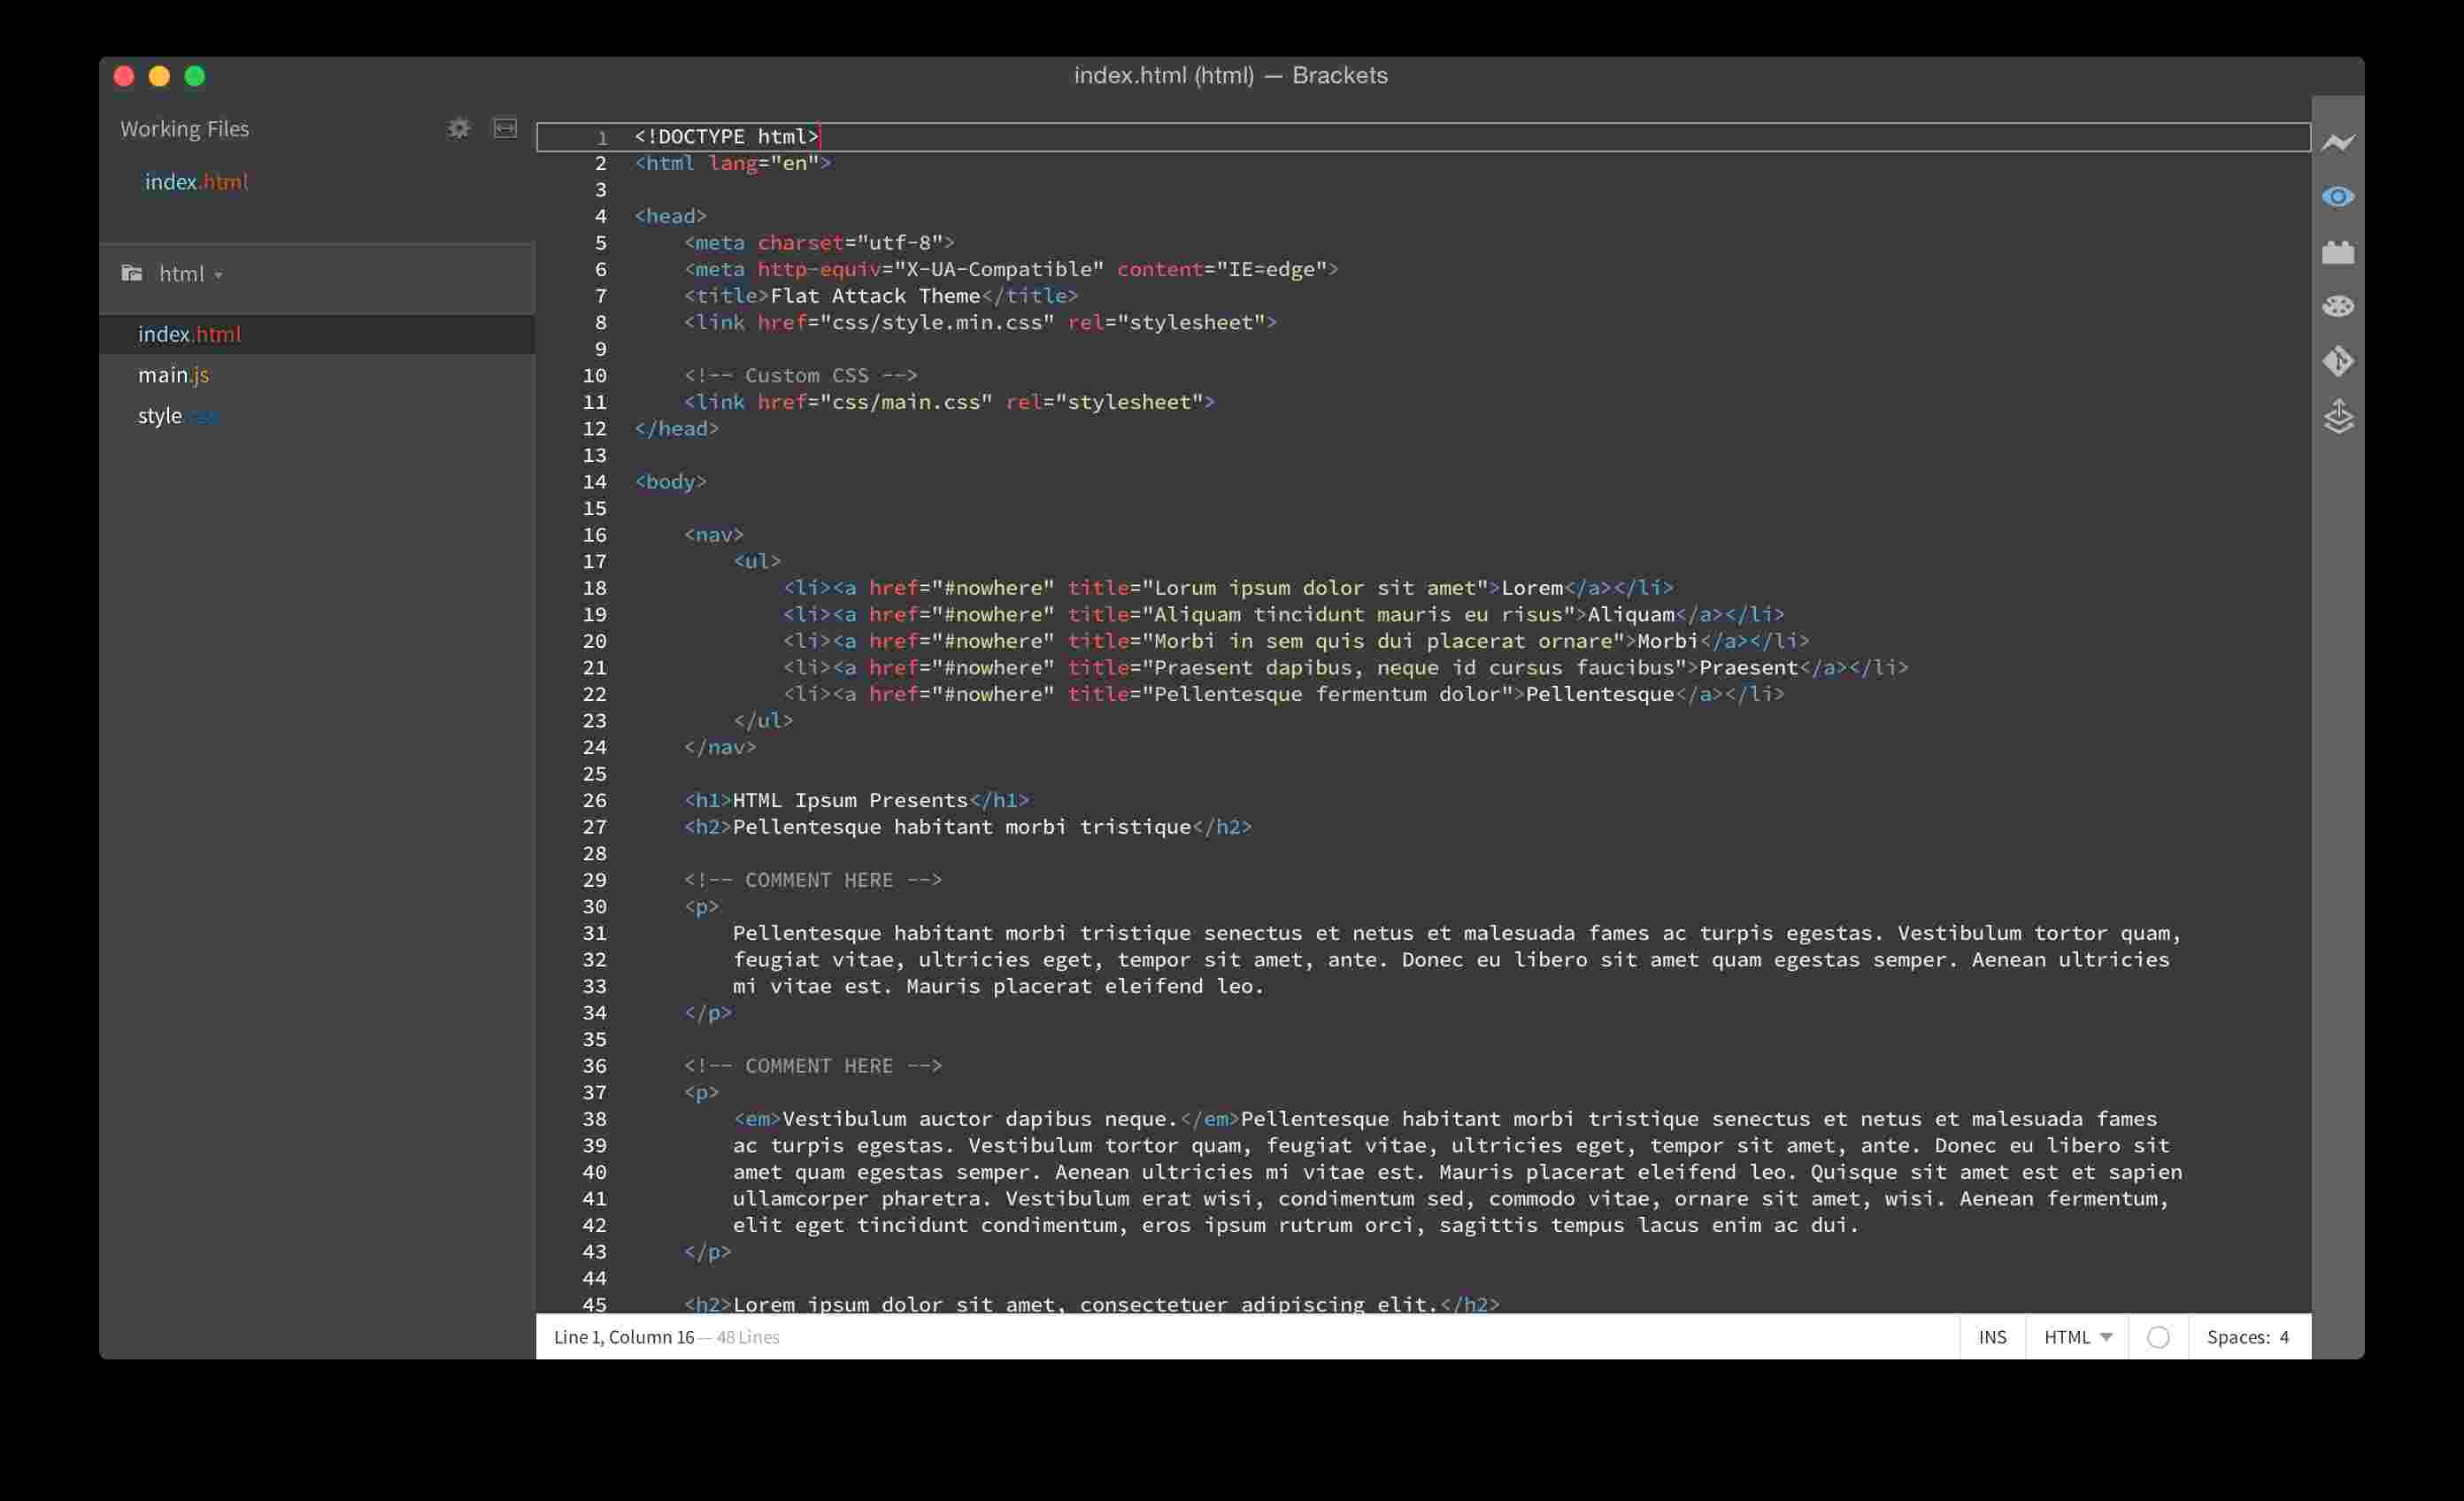 index.html (html) — Brackets
Working Files
index.html
html
index.html
main.js
style.css
1 <!DOCTYPE html>
2 <html lang="en">
3
4 <head>
5 <meta charset="utf-8">
6 <meta http-equiv="X-UA-Compatible" content="IE=edge">
7 <title>Flat Attack Theme</title>
8 <link href="css/style.min.css" rel="stylesheet">
9
10 <!-- Custom CSS -->
11 <link href="css/main.css" rel="stylesheet">
12 </head>
13
14 <body>
15
16 <nav>
17 <ul>
18 <li><a href="#nowhere" title="Lorum ipsum dolor sit amet">Lorem</a></li>
19 <li><a href="#nowhere" title="Aliquam tincidunt mauris eu risus">Aliquam</a></li>
20 <li><a href="#nowhere" title="Morbi in sem quis dui placerat ornare">Morbi</a></li>
21 <li><a href="#nowhere" title="Praesent dapibus, neque id cursus faucibus">Praesent</a></li>
22 <li><a href="#nowhere" title="Pellentesque fermentum dolor">Pellentesque</a></li>
23 </ul>
24 </nav>
25
26 <h1>HTML Ipsum Presents</h1>
27 <h2>Pellentesque habitant morbi tristique</h2>
28
29 <!-- COMMENT HERE -->
30 <p>
31 Pellentesque habitant morbi tristique senectus et netus et malesuada fames ac turpis egestas. Vestibulum tortor quam,
32 feugiat vitae, ultricies eget, tempor sit amet, ante. Donec eu libero sit amet quam egestas semper. Aenean ultricies
33 mi vitae est. Mauris placerat eleifend leo.
34 </p>
35
36 <!-- COMMENT HERE -->
37 <p>
38 <em>Vestibulum auctor dapibus neque.</em>Pellentesque habitant morbi tristique senectus et netus et malesuada fames
39 ac turpis egestas. Vestibulum tortor quam, feugiat vitae, ultricies eget, tempor sit amet, ante. Donec eu libero sit
40 amet quam egestas semper. Aenean ultricies mi vitae est. Mauris placerat eleifend leo. Quisque sit amet est et sapien
41 ullamcorper pharetra. Vestibulum erat wisi, condimentum sed, commodo vitae, ornare sit amet, wisi. Aenean fermentum,
42 elit eget tincidunt condimentum, eros ipsum rutrum orci, sagittis tempus lacus enim ac dui.
43 </p>
44
45 <h2>Lorem ipsum dolor sit amet, consectetuer adipiscing elit.</h2>
Line 1, Column 16 — 48 Lines
INS
HTML
Spaces: 4